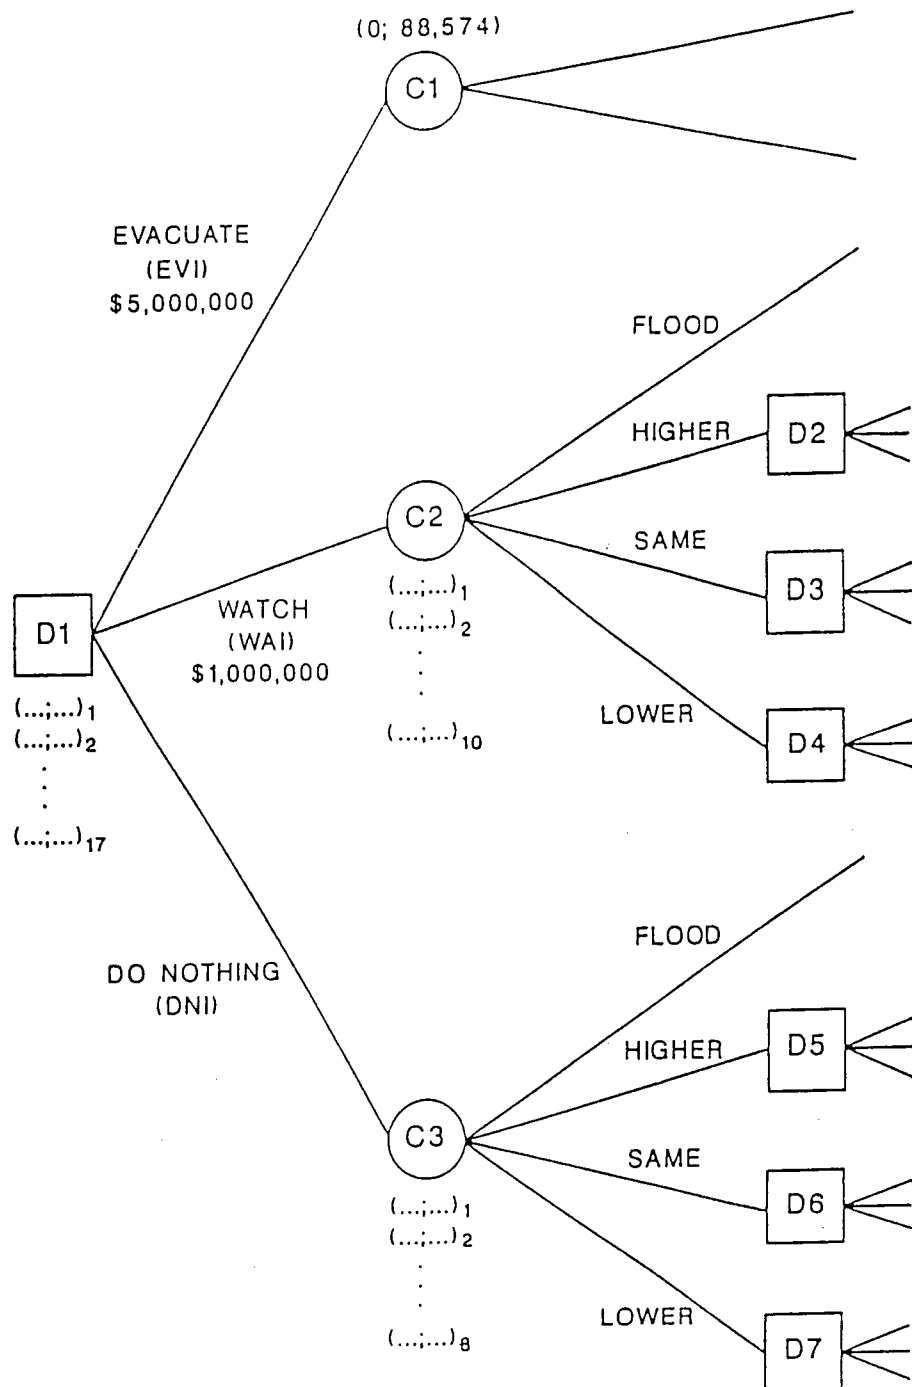 (0; 88,574)
C1
EVACUATE
(EVI)
$5,000,000
FLOOD
HIGHER
D2
C2
SAME
D3
(...;...)1
(...;...)2
.
.
(...;...)10
D1
WATCH
(WAI)
$1,000,000
LOWER
D4
(...;...)1
(...;...)2
.
.
.
(...;...)17
DO NOTHING
(DNI)
FLOOD
HIGHER
D5
C3
SAME
D6
(...;...)1
(...;...)2
.
.
.
(...;...)8
LOWER
D7